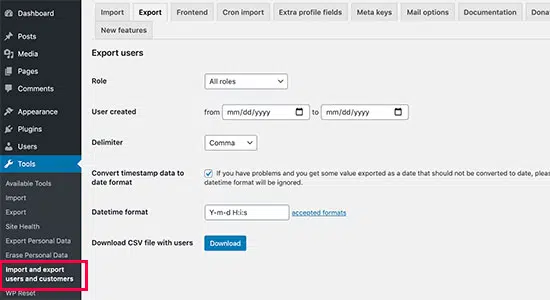 Dashboard
Posts
Media
Pages
Comments
Appearance
Plugins
Users
Tools
Available Tools
Import
Export
Site Health
Export Personal Data
Erase Personal Data
Import and export
users and customers
WP Reset
Import Export Frontend Cron import Extra profile fields Meta keys Mail options Documentation Dona
New features
Export users
Role All roles
User created from mm/dd/yyyy to mm/dd/yyyy
Delimiter Comma
Convert timestamp data to If you have problems and you get some value exported as a date that should not be converted to date, pleas
date format datetime format will be ignored.
Datetime format Y-m-d H:i:s accepted formats
Download CSV file with users Download